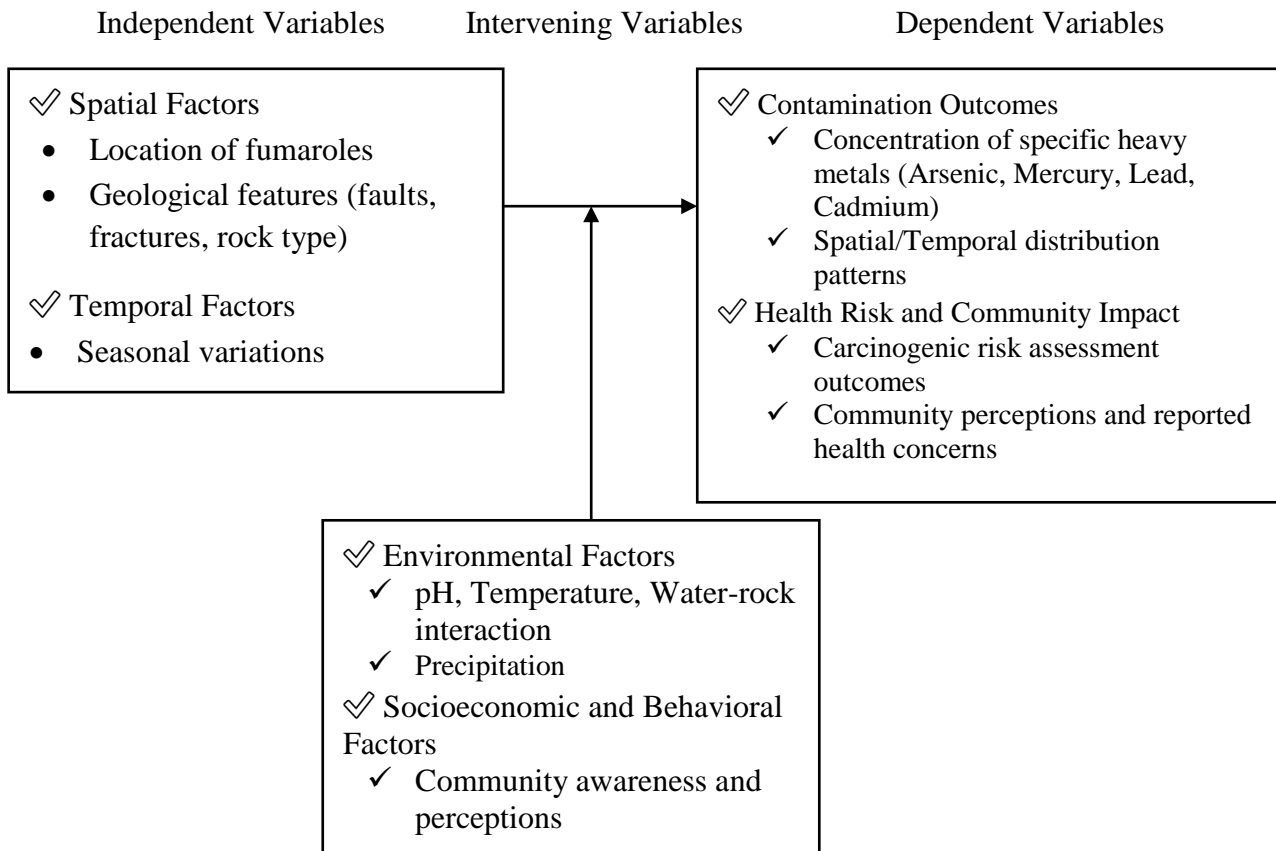 Independent Variables
Intervening Variables
Dependent Variables
✓ Spatial Factors
• Location of fumaroles
• Geological features (faults,
fractures, rock type)
✓ Temporal Factors
• Seasonal variations
✓ Contamination Outcomes
✓ Concentration of specific heavy
metals (Arsenic, Mercury, Lead,
Cadmium)
✓ Spatial/Temporal distribution
patterns
✓ Health Risk and Community Impact
✓ Carcinogenic risk assessment
outcomes
✓ Community perceptions and reported
health concerns
✓ Environmental Factors
✓ pH, Temperature, Water-rock
interaction
✓ Precipitation
✓ Socioeconomic and Behavioral
Factors
✓ Community awareness and
perceptions